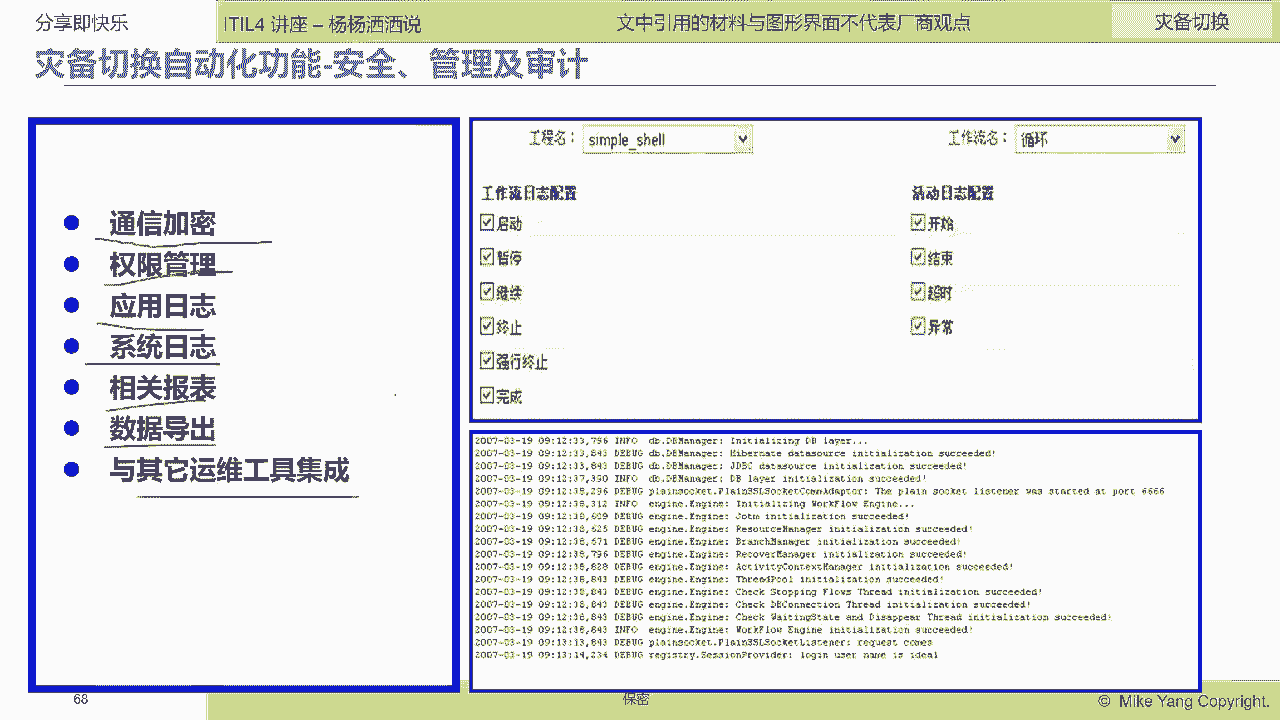 分享即快乐
ITIL4 讲座 – 杨杨洒洒说
文中引用的材料与图形界面不代表厂商观点
灾备切换
灾备切换自动化功能-安全、管理及审计
通信加密
权限管理
应用日志
系统日志
相关报表
数据导出
与其它运维工具集成
工程名： simple_shell
工作流名： 循环
工作流日志配置
启动
暂停
继续
终止
强行终止
完成
活动日志配置
开始
结束
超时
异常
2007-03-19 09:12:33,796 INFO db.DBManager: Initializing DB layer...
2007-03-19 09:12:33,843 DEBUG db.DBManager: Hibernate datasource initialization succeeded!
2007-03-19 09:12:33,843 DEBUG db.DBManager: JDBC datasource initialization succeeded!
2007-03-19 09:12:37,390 INFO db.DBManager: DB layer initialization succeeded!
2007-03-19 09:12:38,296 DEBUG plainsocket.PlainSSLSocketCommAdaptor: The plain socket listener was started at port 6666
2007-03-19 09:12:38,312 INFO engine.Engine: Initializing WorkFlow Engine...
2007-03-19 09:12:38,609 DEBUG engine.Engine: Jotm initialization succeeded!
2007-03-19 09:12:38,625 DEBUG engine.Engine: ResourceManager initialization succeeded!
2007-03-19 09:12:38,671 DEBUG engine.Engine: BranchManager initialization succeeded!
2007-03-19 09:12:38,796 DEBUG engine.Engine: RecoverManager initialization succeeded!
2007-03-19 09:12:38,828 DEBUG engine.Engine: ActivityContextManager initialization succeeded!
2007-03-19 09:12:38,843 DEBUG engine.Engine: ThreadPool initialization succeeded!
2007-03-19 09:12:38,843 DEBUG engine.Engine: Check Stopping Flows Thread initialization succeeded!
2007-03-19 09:12:38,843 DEBUG engine.Engine: Check DBConnection Thread initialization succeeded!
2007-03-19 09:12:38,843 DEBUG engine.Engine: Check WaitingState and Disappear Thread initialization succeeded!
2007-03-19 09:12:38,843 INFO engine.Engine: WorkFlow Engine initialization succeeded!
2007-03-19 09:13:13,843 DEBUG plainsocket.PlainSSLSocketListener: request comes
2007-03-19 09:13:14,234 DEBUG registry.SessionProvider: login user name is ideal
68
保密
© Mike Yang Copyright.